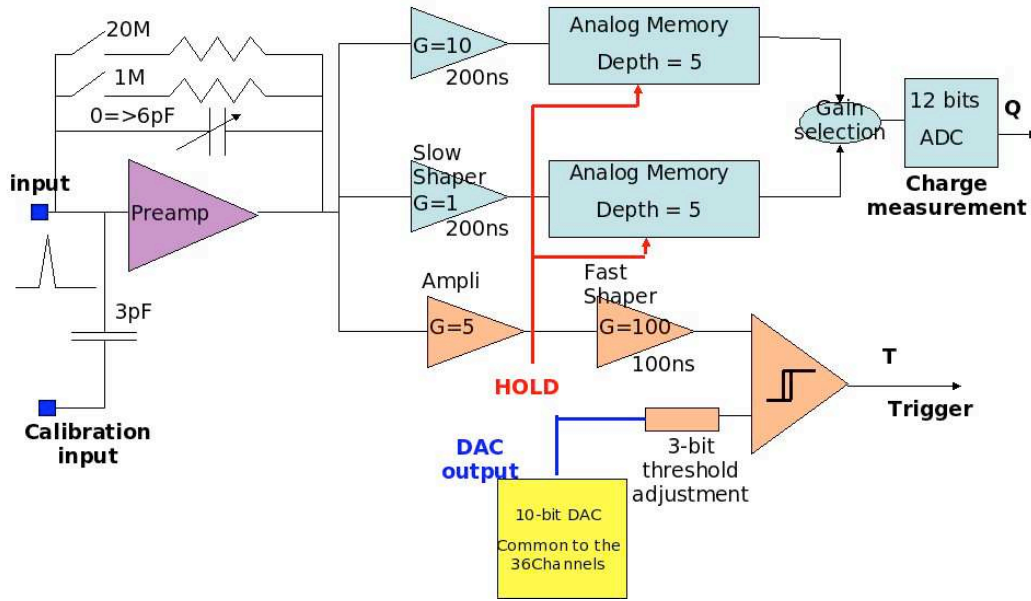 20M
1M
0=>6pF
input
Preamp
3pF
Calibration
input
G=10
200ns
Analog Memory
Depth = 5
Slow
Shaper
G=1
200ns
Analog Memory
Depth = 5
Gain
selection
12 bits
ADC
Q
Charge
measurement
Ampli
G=5
Fast
Shaper
G=100
100ns
HOLD
T
Trigger
DAC
output
3-bit
threshold
adjustment
10-bit DAC
Common to the
36Channels